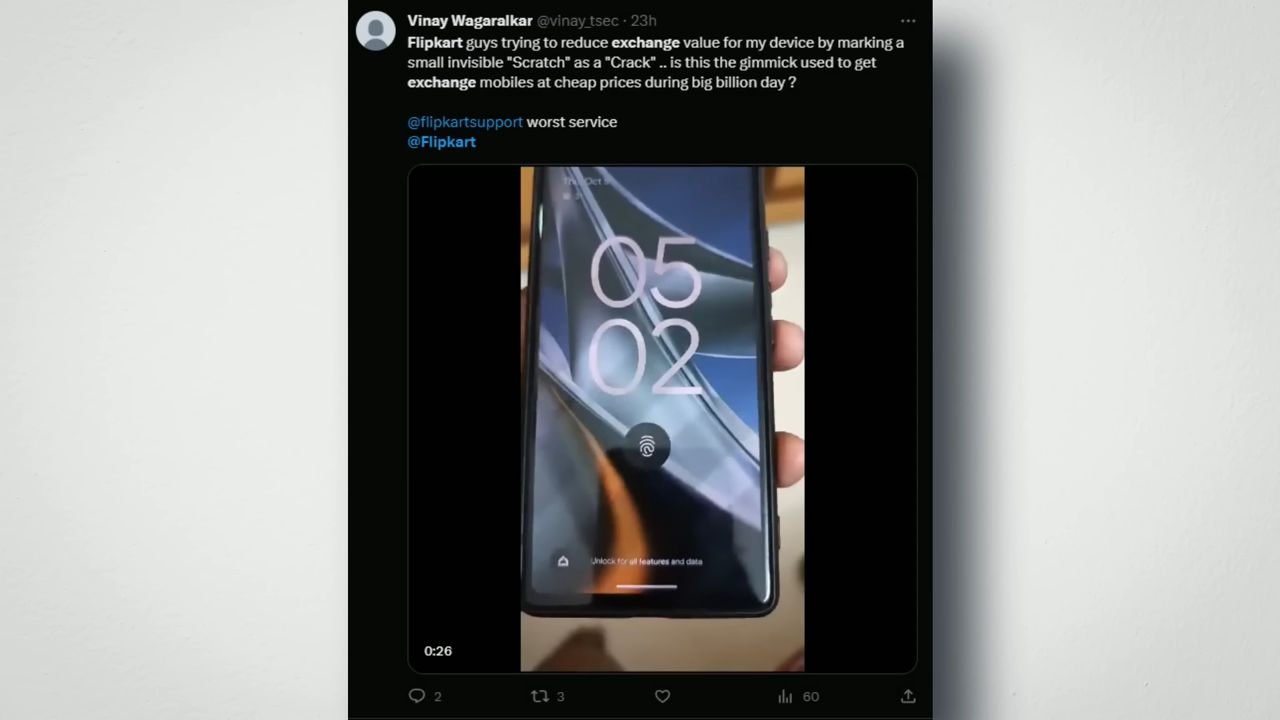 Vinay Wagaralkar @vinay_tsec · 23h
Flipkart guys trying to reduce exchange value for my device by marking a
small invisible "Scratch" as a "Crack" .. is this the gimmick used to get
exchange mobiles at cheap prices during big billion day ?
@flipkartsupport worst service
@Flipkart
Thu, Oct
05
02
Unlock for all features and data
0:26
2 3 60